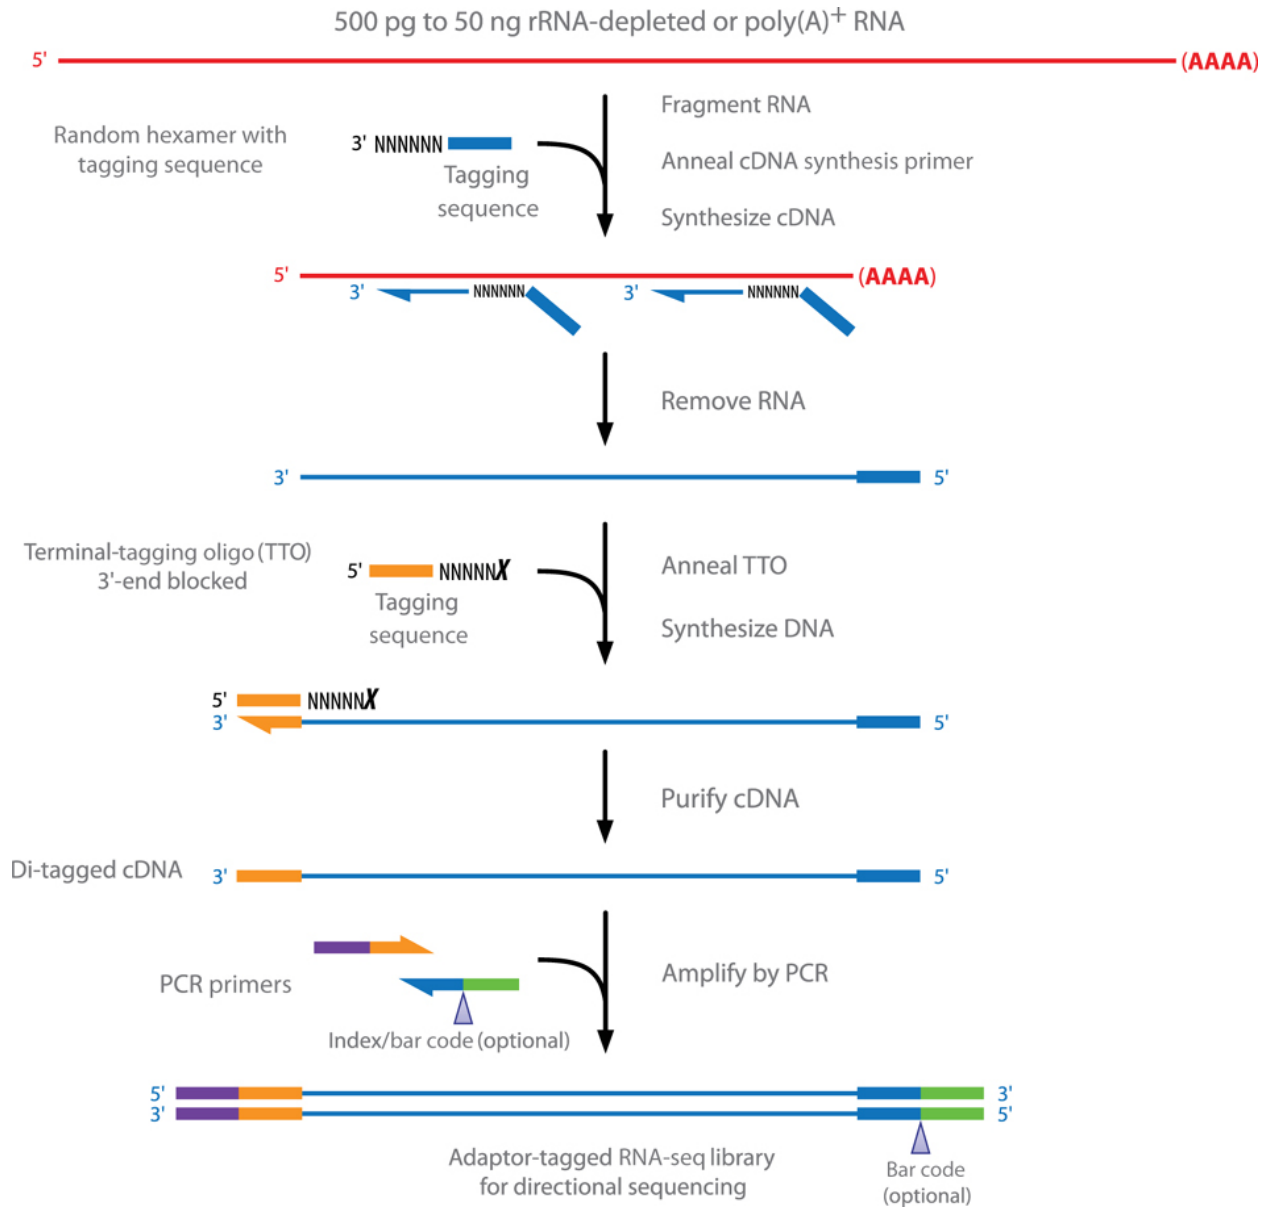 500 pg to 50 ng rRNA-depleted or poly(A)+ RNA
5' (AAAA)
Fragment RNA
Random hexamer with
tagging sequence
3' NNNNNN
Tagging
sequence
Anneal cDNA synthesis primer
Synthesize cDNA
5' (AAAA)
3' NNNNNN 3' NNNNNN
Remove RNA
3' 5'
Terminal-tagging oligo (TTO)
3'-end blocked
5' NNNNNX
Tagging
sequence
Anneal TTO
Synthesize DNA
5' NNNNNX
3' 5'
Purify cDNA
Di-tagged cDNA 3' 5'
PCR primers
Amplify by PCR
Index/bar code (optional)
5' 3'
3' 5'
Adaptor-tagged RNA-seq library
for directional sequencing
Bar code
(optional)